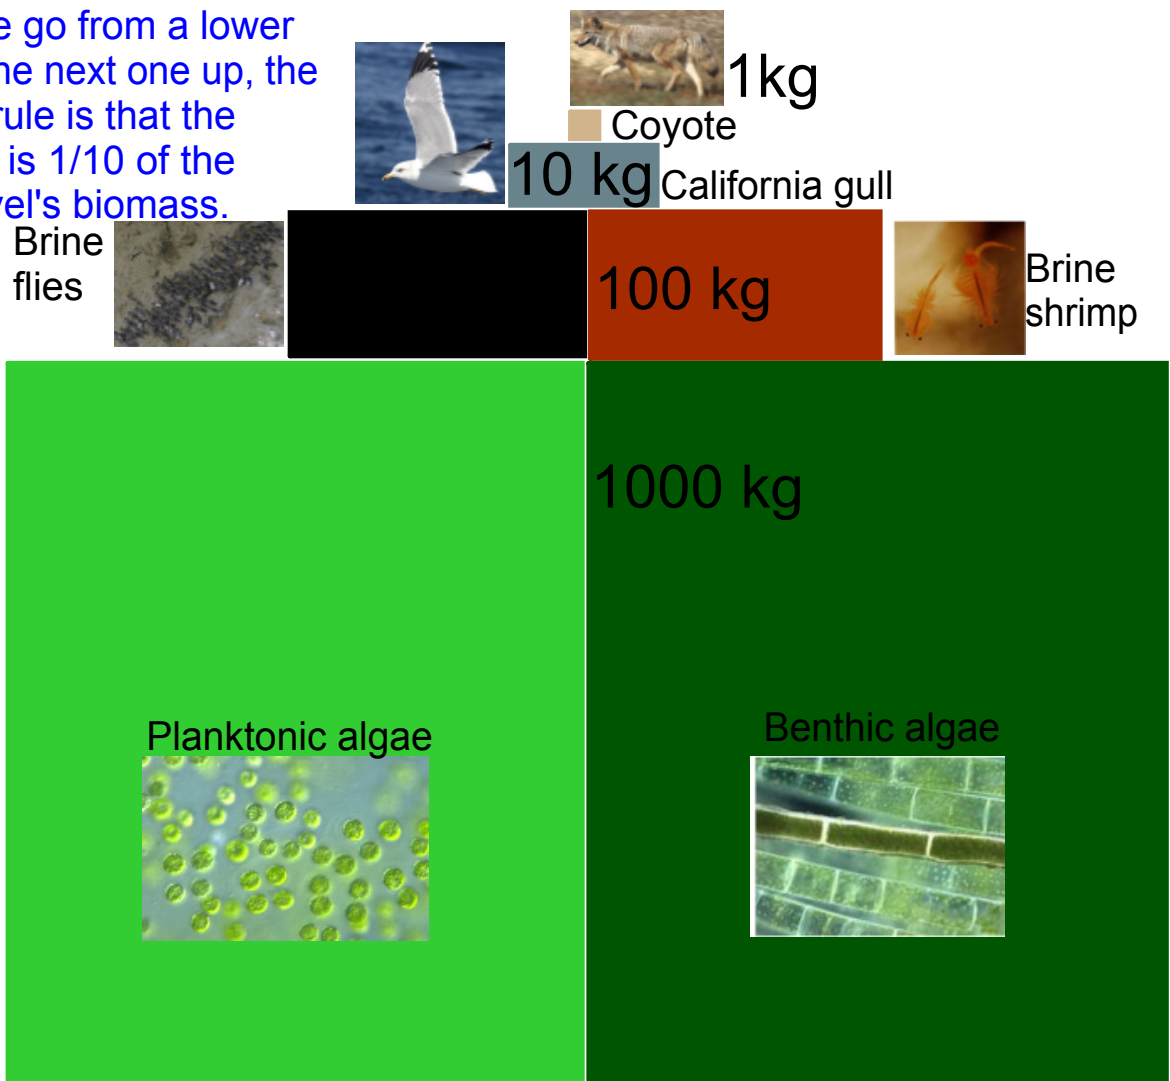 e go from a lower
he next one up, the
rule is that the
is 1/10 of the
vel's biomass.
1kg
Coyote
10 kg
California gull
Brine
flies
100 kg
Brine
shrimp
1000 kg
Planktonic algae
Benthic algae